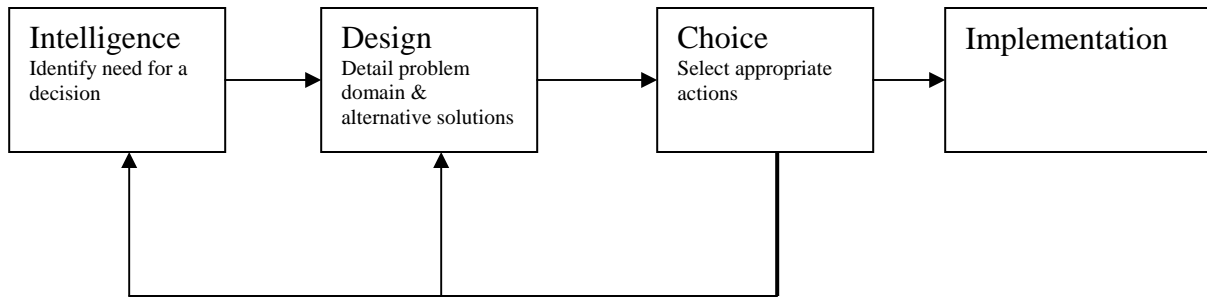 Intelligence
Identify need for a
decision
Design
Detail problem
domain &
alternative solutions
Choice
Select appropriate
actions
Implementation